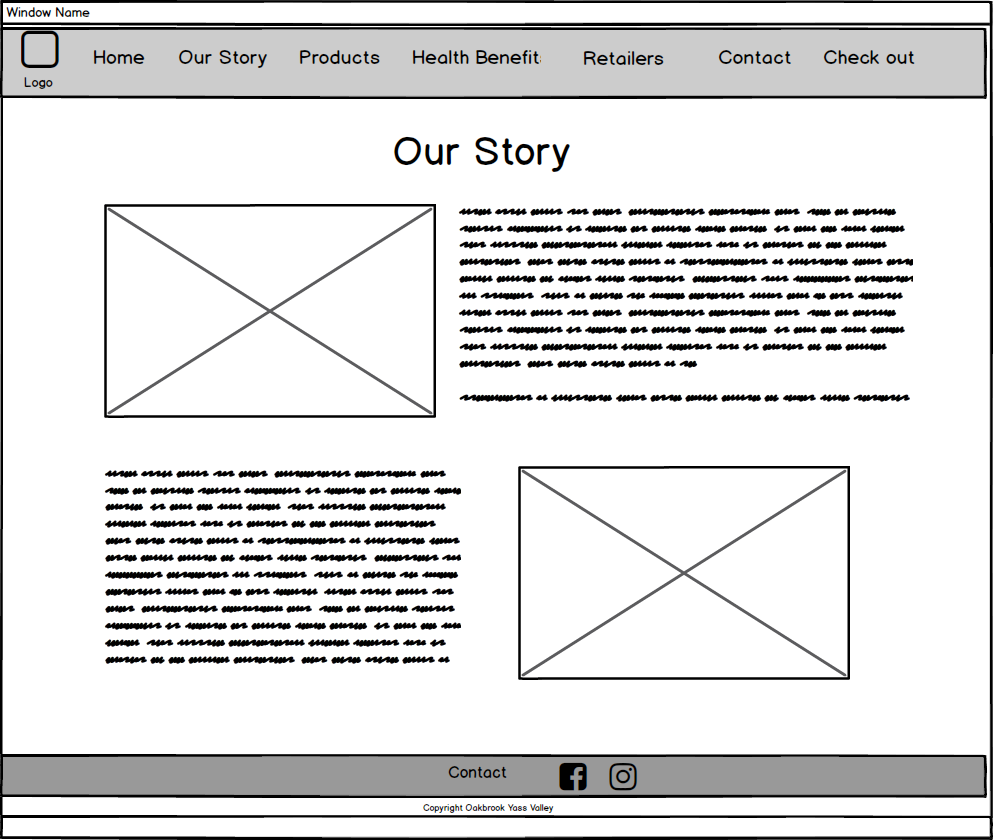 Window Name
Home Our Story Products Health Benefit Retailers Contact Check out
Logo
Our Story
Contact
Copyright Oakbrook Yass Valley